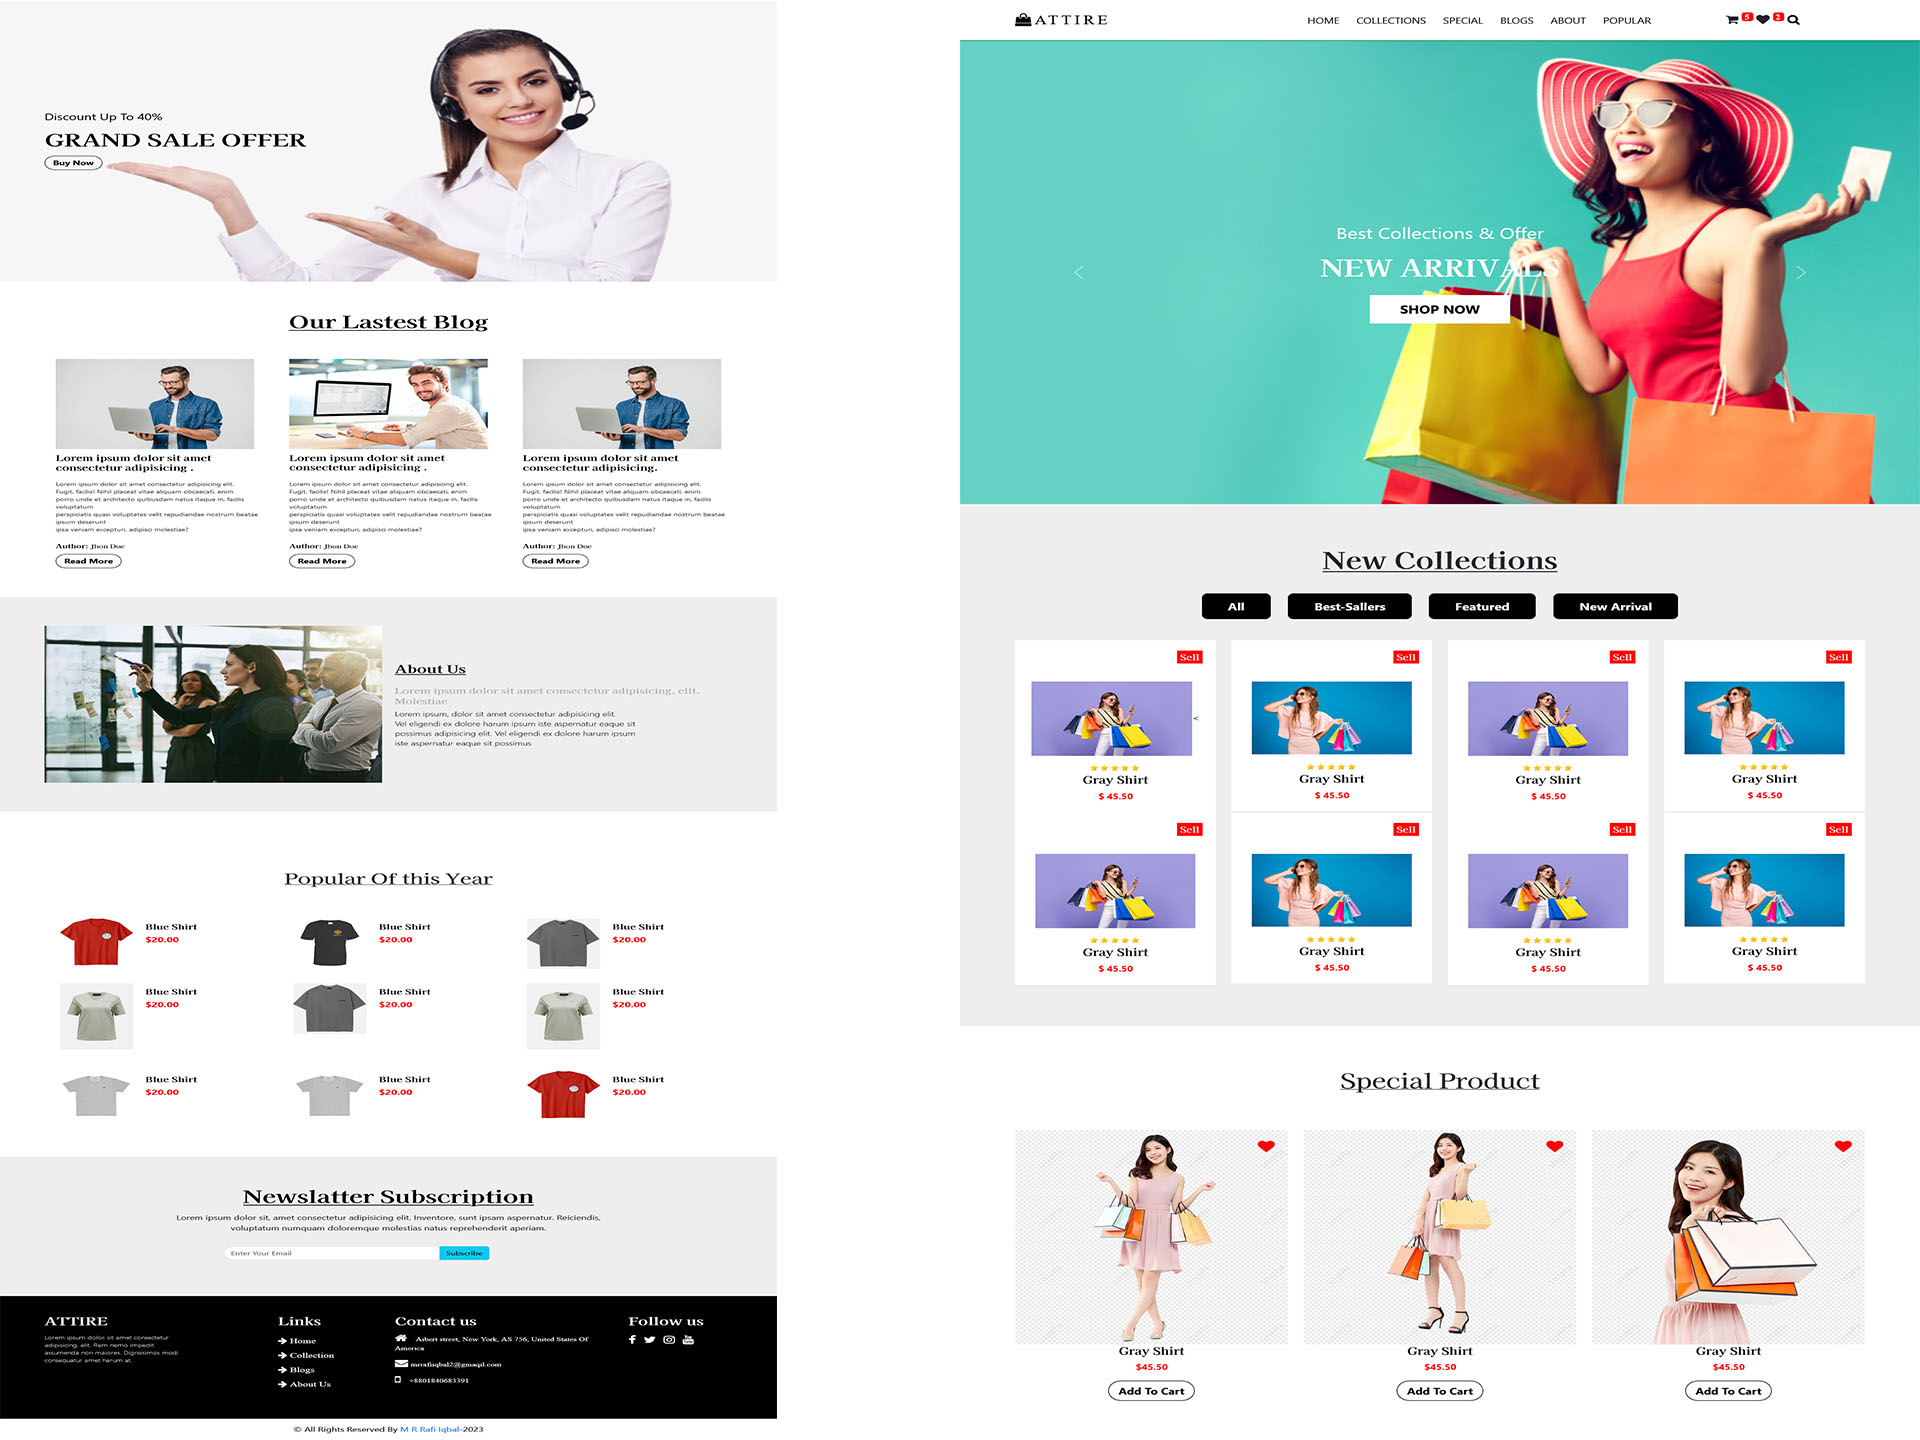 Discount Up To 40%
GRAND SALE OFFER
Buy Now
Our Lastest Blog
Lorem ipsum dolor sit amet
consectetur adipisicing .
Lorem ipsum dolor sit amet consectetur adipisicing elit.
Fugit, facilis! Nihil placeat vitae aliquam obcaecati, enim
porro unde et architecto quibusdam natus itaque in, facilis
voluptatum
perspiciatis quasi voluptates velit repudiandae nostrum beatae
ipsum deserunt
ipsa veniam excepturi, adipisci molestiae?
Author: Jhon Doe
Read More
Lorem ipsum dolor sit amet
consectetur adipisicing .
Lorem ipsum dolor sit amet consectetur adipisicing elit.
Fugit, facilis! Nihil placeat vitae aliquam obcaecati, enim
porro unde et architecto quibusdam natus itaque in, facilis
voluptatum
perspiciatis quasi voluptates velit repudiandae nostrum beatae
ipsum deserunt
ipsa veniam excepturi, adipisci molestiae?
Author: Jhon Doe
Read More
Lorem ipsum dolor sit amet
consectetur adipisicing.
Lorem ipsum dolor sit amet consectetur adipisicing elit.
Fugit, facilis! Nihil placeat vitae aliquam obcaecati, enim
porro unde et architecto quibusdam natus itaque in, facilis
voluptatum
perspiciatis quasi voluptates velit repudiandae nostrum beatae
ipsum deserunt
ipsa veniam excepturi, adipisci molestiae?
Author: Jhon Doe
Read More
About Us
Lorem ipsum dolor sit amet consectetur adipisicing, elit.
Molestiae
Lorem ipsum, dolor sit amet consectetur adipisicing elit.
Vel eligendi ex dolore harum ipsum iste aspernatur eaque sit
possimus adipisicing elit. Vel eligendi ex dolore harum ipsum
iste aspernatur eaque sit possimus
Popular Of this Year
Blue Shirt
$20.00
Blue Shirt
$20.00
Blue Shirt
$20.00
Blue Shirt
$20.00
Blue Shirt
$20.00
Blue Shirt
$20.00
Blue Shirt
$20.00
Blue Shirt
$20.00
Blue Shirt
$20.00
Newslatter Subscription
Lorem ipsum dolor sit, amet consectetur adipisicing elit. Inventore, sunt ipsam aspernatur. Reiciendis,
voluptatum numquam doloremque molestias natus reprehenderit aperiam.
Enter Your Email
Subscribe
ATTIRE
Lorem ipsum dolor, sit amet consectetur
adipisicing, elit. Rem nemo impedit
assumenda non maiores. Dignissimos modi
consequatur amet harum at.
Links
Home
Collection
Blogs
About Us
Contact us
Aibert street, New York, AS 756, United States Of
America
mrrafiiqbal2@gmaqil.com
+8801840683391
Follow us
© All Rights Reserved By M R Rafi Iqbal-2023
ATTIRE
HOME COLLECTIONS SPECIAL BLOGS ABOUT POPULAR
5
2
Best Collections & Offer
NEW ARRIVALS
SHOP NOW
New Collections
All
Best-Sallers
Featured
New Arrival
Sell
Gray Shirt
$ 45.50
Sell
Gray Shirt
$ 45.50
Sell
Gray Shirt
$ 45.50
Sell
Gray Shirt
$ 45.50
Sell
Gray Shirt
$ 45.50
Sell
Gray Shirt
$ 45.50
Sell
Gray Shirt
$ 45.50
Sell
Gray Shirt
$ 45.50
Special Product
Gray Shirt
$45.50
Add To Cart
Gray Shirt
$45.50
Add To Cart
Gray Shirt
$45.50
Add To Cart